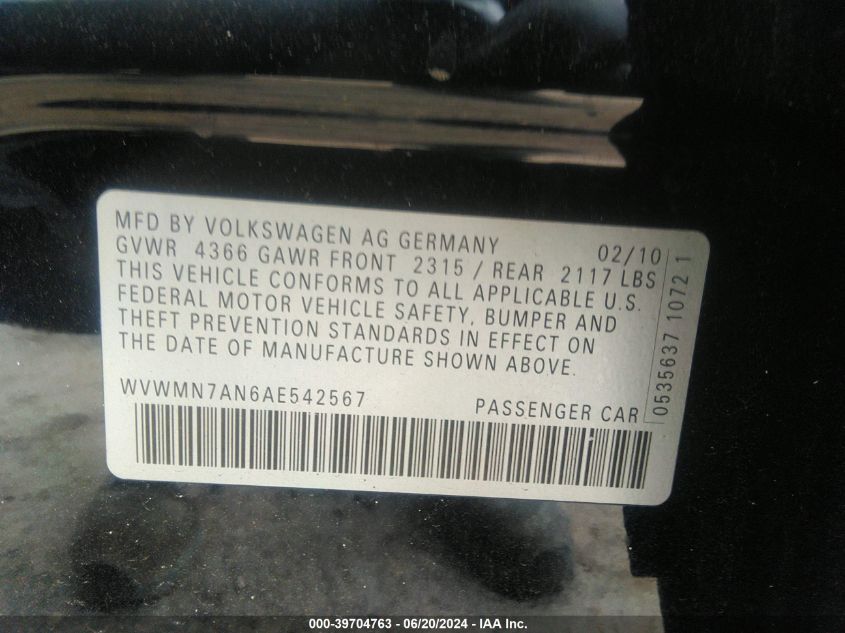 MFD BY VOLKSWAGEN AG GERMANY 02/10
GVWR 4366 GAWR FRONT 2315 / REAR 2117 LBS
THIS VEHICLE CONFORMS TO ALL APPLICABLE U.S.
FEDERAL MOTOR VEHICLE SAFETY, BUMPER AND
THEFT PREVENTION STANDARDS IN EFFECT ON
THE DATE OF MANUFACTURE SHOWN ABOVE.
WVWMN7AN6AE542567 PASSENGER CAR
0535637 1072 1
000-39704763 - 06/20/2024 - IAA Inc.